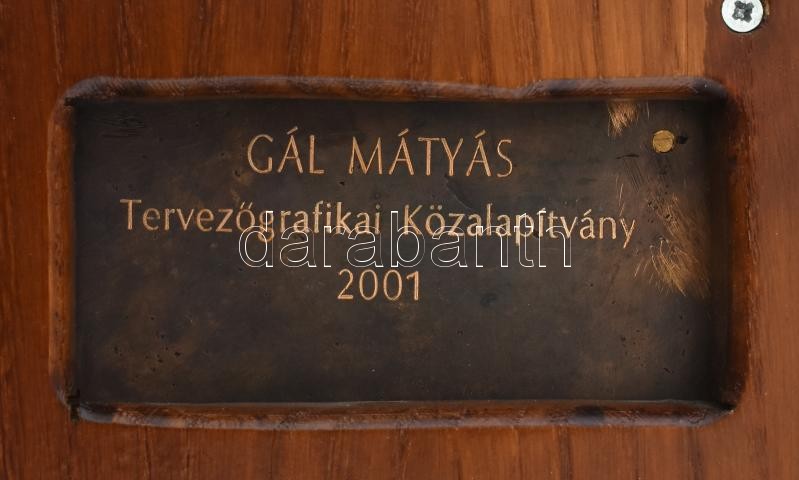 GÁL MÁTYÁS
Tervezőgrafikai Közalapítvány
darabanth
2001